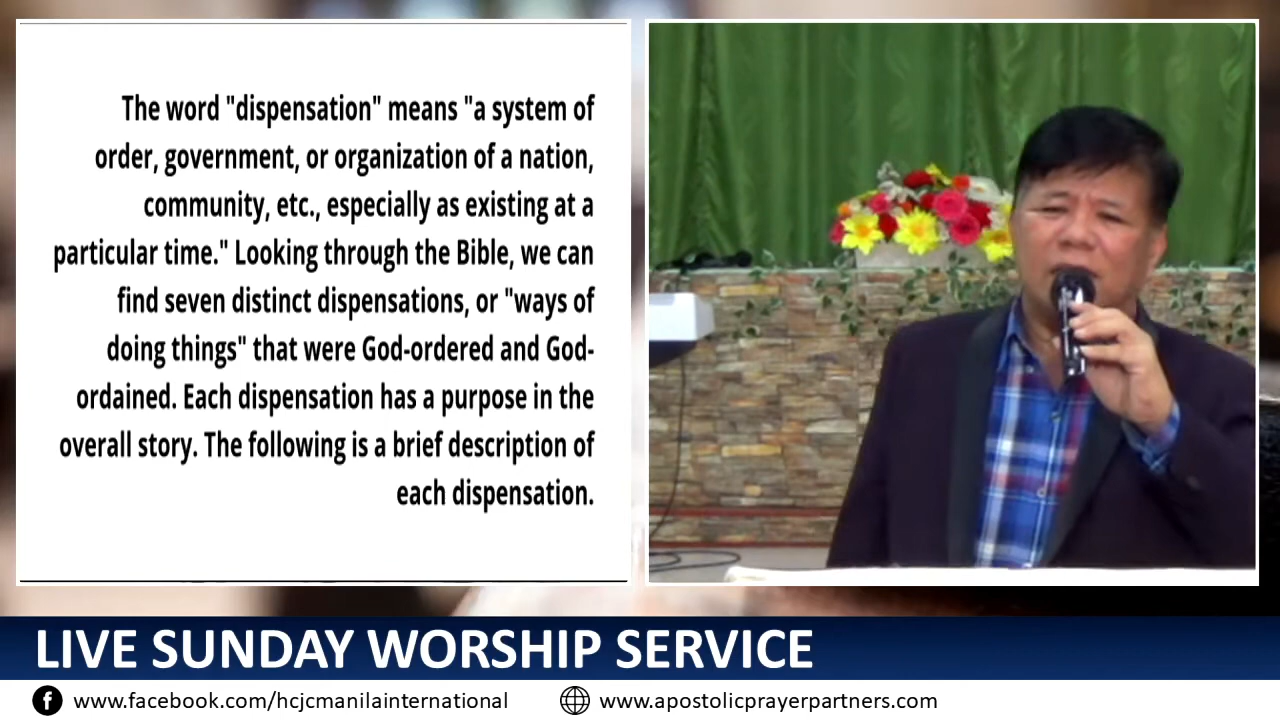 The word "dispensation" means "a system of
order, government, or organization of a nation,
community, etc., especially as existing at a
particular time." Looking through the Bible, we can
find seven distinct dispensations, or "ways of
doing things" that were God-ordered and God-
ordained. Each dispensation has a purpose in the
overall story. The following is a brief description of
each dispensation.
LIVE SUNDAY WORSHIP SERVICE
www.facebook.com/hcjcmanilainternational
www.apostolicprayerpartners.com